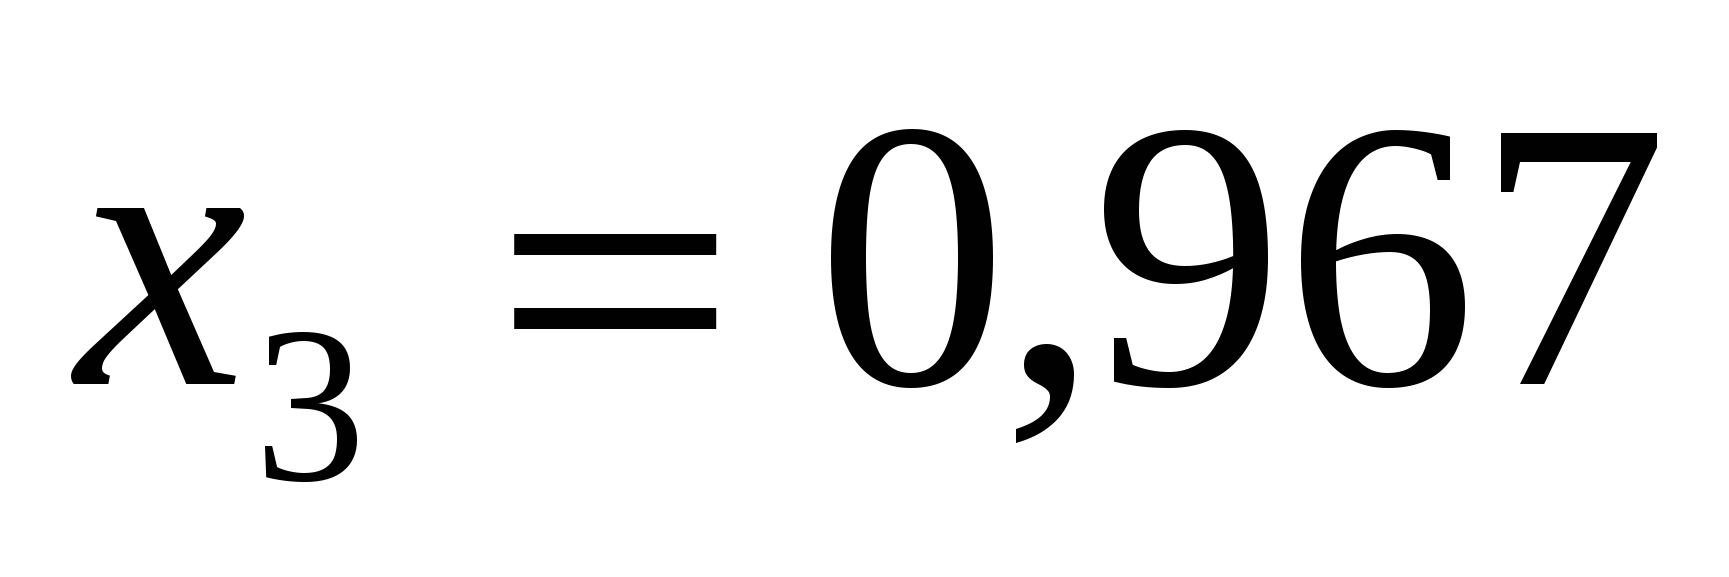 x₃ = 0,967